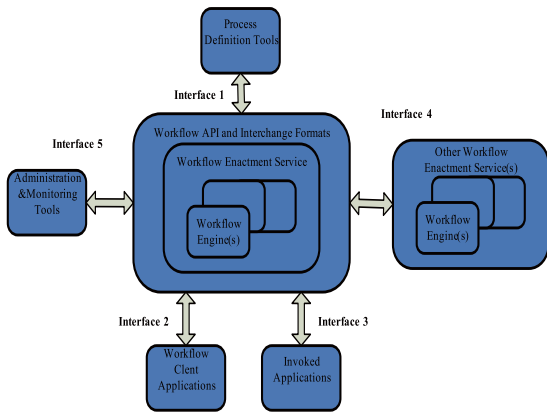 Process
Definition Tools
Interface 1
Interface 4
Workflow API and Interchange Formats
Interface 5
Workflow Enactment Service
Other Workflow
Enactment Service(s)
Administration
&Monitoring
Tools
Workflow
Engine(s)
Workflow
Engine(s)
Interface 2
Interface 3
Workflow
Clent
Applications
Invoked
Applications